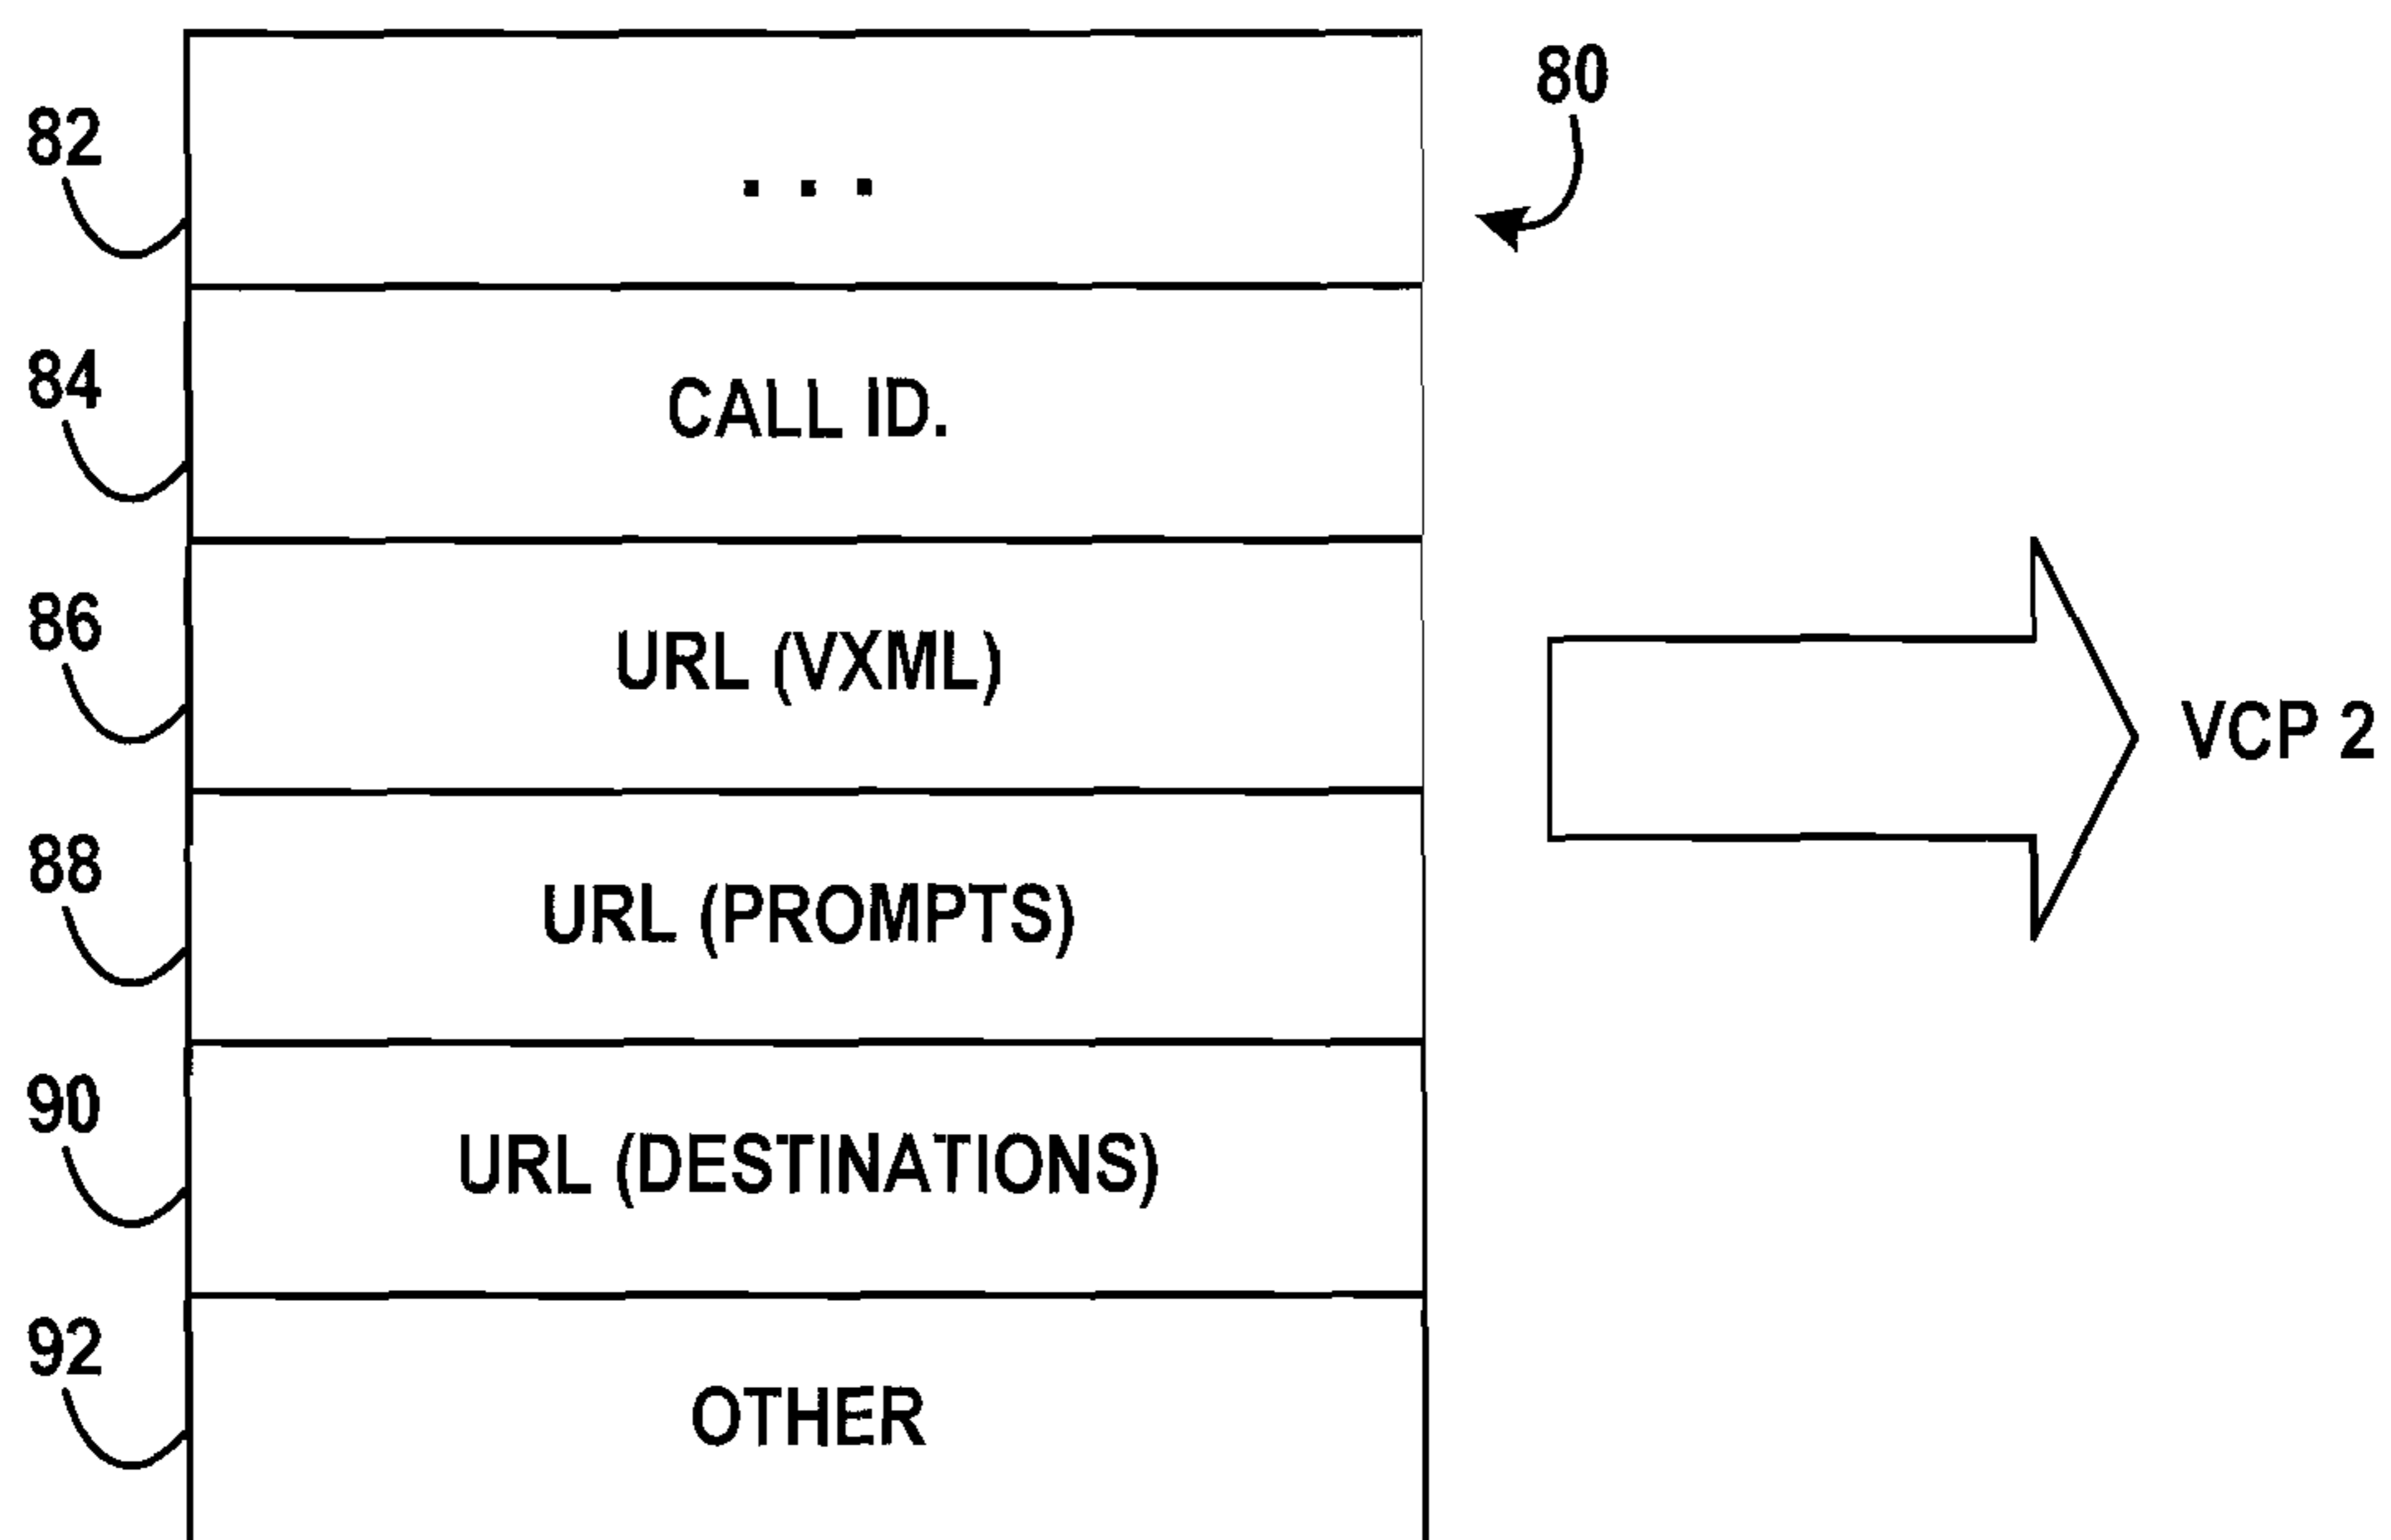 80
82
. . .
84
CALL ID.
86
URL (VXML)
VCP 2
88
URL (PROMPTS)
90
URL (DESTINATIONS)
92
OTHER